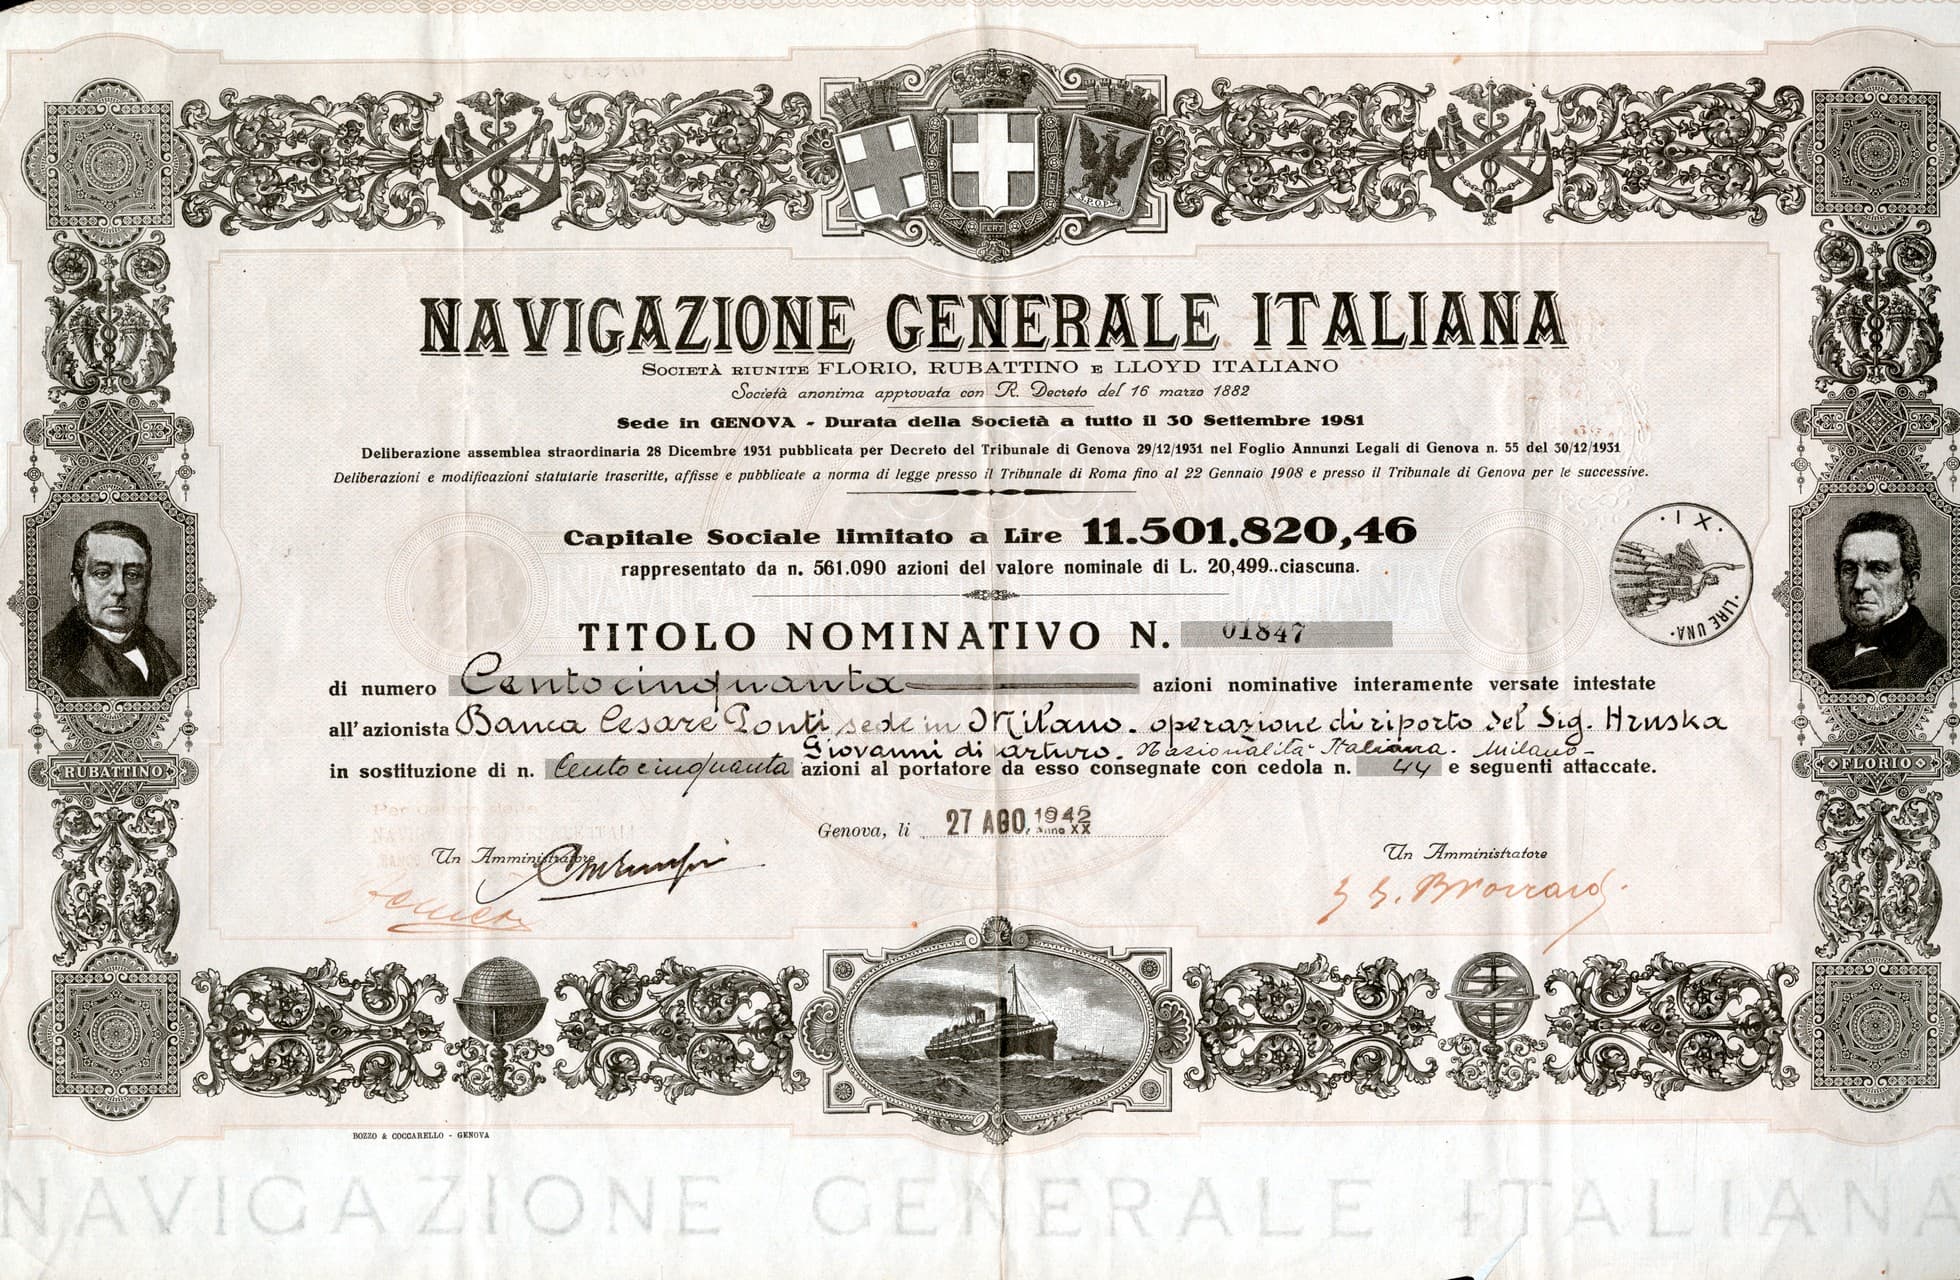 FERT
S.P.Q.R.
NAVIGAZIONE GENERALE ITALIANA
SOCIETÀ RIUNITE FLORIO, RUBATTINO E LLOYD ITALIANO
Società anonima approvata con R. Decreto del 16 marzo 1882
Sede in GENOVA - Durata della Società a tutto il 30 Settembre 1981
Deliberazione assemblea straordinaria 28 Dicembre 1931 pubblicata per Decreto del Tribunale di Genova 29/12/1931 nel Foglio Annunzi Legali di Genova n. 55 del 30/12/1931
Deliberazioni e modificazioni statutarie trascritte, affisse e pubblicate a norma di legge presso il Tribunale di Roma fino al 22 Gennaio 1908 e presso il Tribunale di Genova per le successive.
Capitale Sociale limitato a Lire 11.501.820,46
rappresentato da n. 561.090 azioni del valore nominale di L. 20,499..ciascuna.
·XI·
·LIRE UNA·
TITOLO NOMINATIVO N. 01847
di numero Centocinquanta azioni nominative interamente versate intestate
all'azionista Banca Cesare Ponti sede in Milano. operazione di riporto del Sig. Hruska
Giovanni di Arturo. Nazionalità Italiana. Milano-
in sostituzione di n. Centocinquanta azioni al portatore da esso consegnate con cedola n. 44 e seguenti attaccate.
RUBATTINO
FLORIO
Genova, li 27 AGO. 1942 Anno XX
Un Amministratore
Un Amministratore
BOZZO & COCCARELLO - GENOVA
NAVIGAZIONE GENERALE ITALIANA